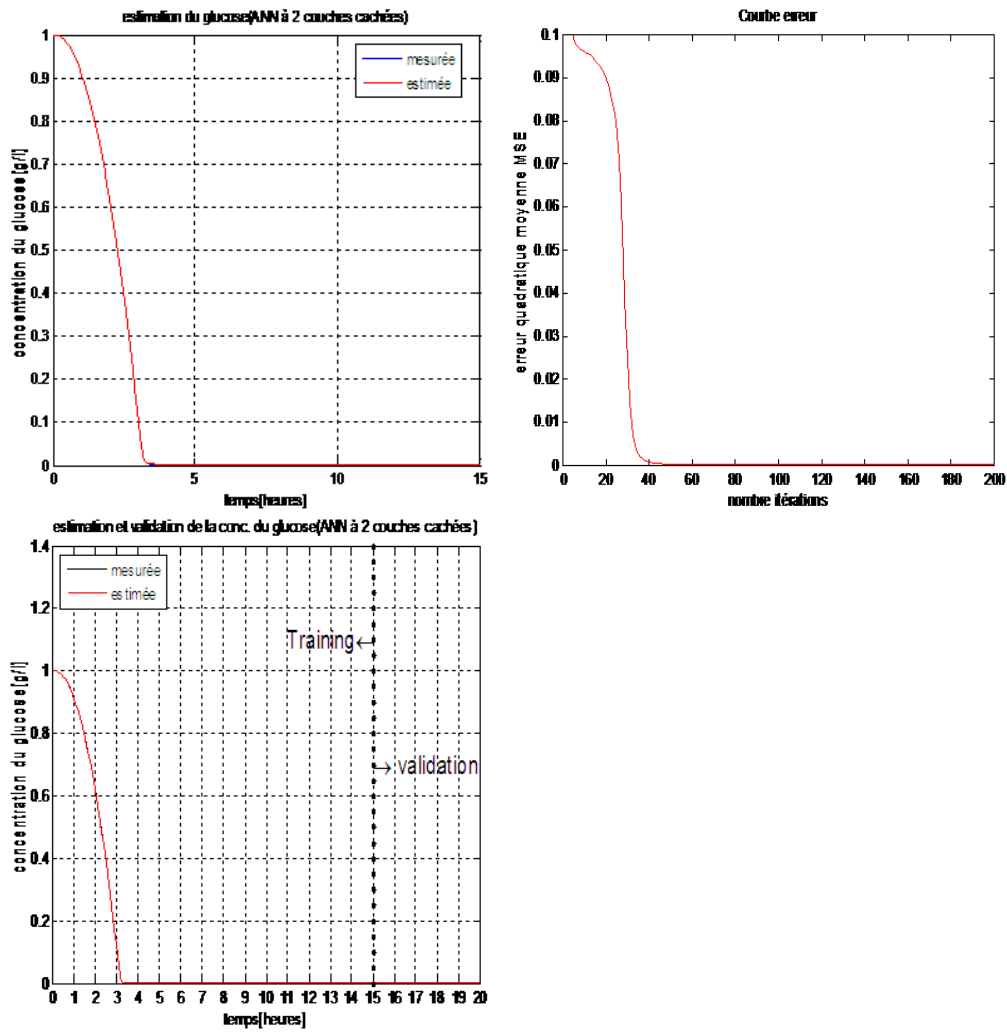 estimation du glucose(ANN à 2 couches cachées)
1
0.9
0.8
0.7
0.6
0.5
0.4
0.3
0.2
0.1
0
concentration du glucose[g/l]
mesurée
estimée
0 5 10 15
temps[heures]
Courbe erreur
0.1
0.09
0.08
0.07
0.06
0.05
0.04
0.03
0.02
0.01
0
erreur quadratique moyenne MSE
0 20 40 60 80 100 120 140 160 180 200
nombre itérations
estimation et validation de la conc. du glucose(ANN à 2 couches cachées)
1.4
1.2
1
0.8
0.6
0.4
0.2
0
concentration du glucose[g/l]
mesurée
estimée
Training←
→ validation
0 1 2 3 4 5 6 7 8 9 10 11 12 13 14 15 16 17 18 19 20
temps[heures]